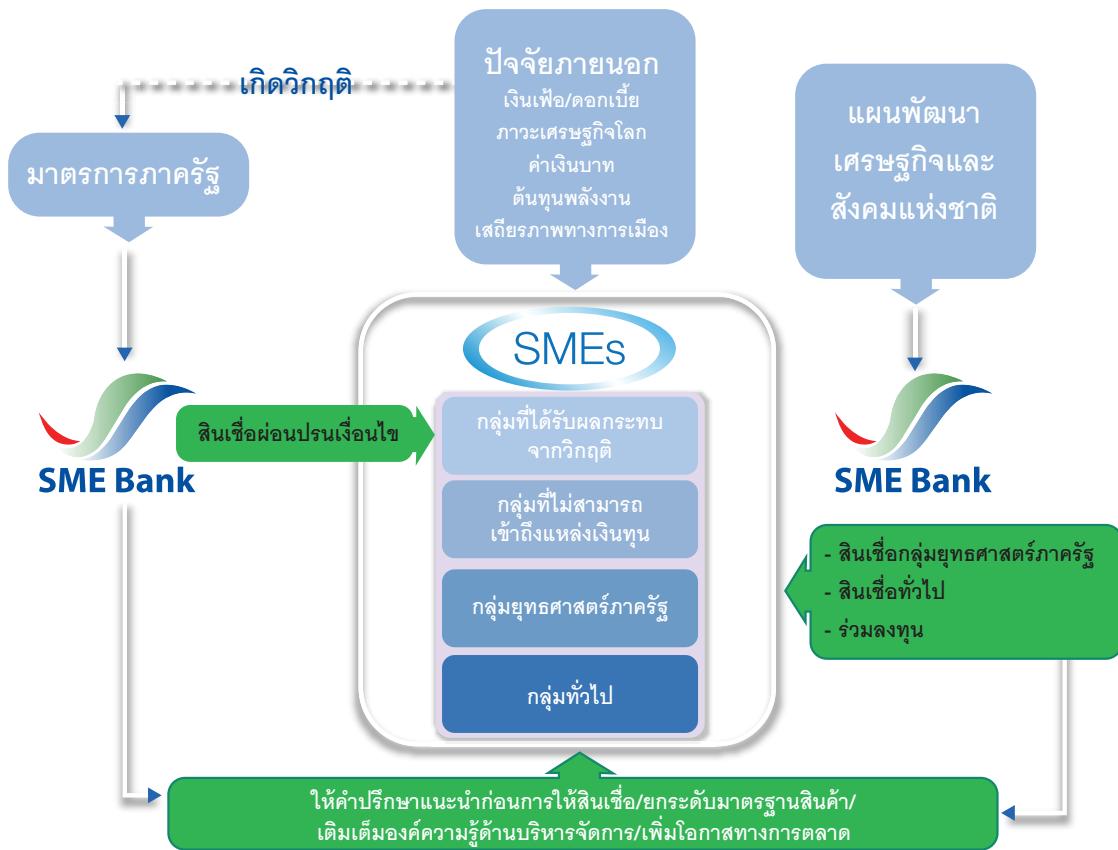 ปัจจัยภายนอก
เงินเฟ้อ/ดอกเบี้ย
ภาวะเศรษฐกิจโลก
ค่าเงินบาท
ต้นทุนพลังงาน
เสถียรภาพทางการเมือง
เกิดวิกฤติ
มาตรการภาครัฐ
แผนพัฒนา
เศรษฐกิจและ
สังคมแห่งชาติ
SMEs
SME Bank
สินเชื่อผ่อนปรนเงื่อนไข
กลุ่มที่ได้รับผลกระทบ
จากวิกฤติ
กลุ่มที่ไม่สามารถ
เข้าถึงแหล่งเงินทุน
กลุ่มยุทธศาสตร์ภาครัฐ
กลุ่มทั่วไป
SME Bank
- สินเชื่อกลุ่มยุทธศาสตร์ภาครัฐ
- สินเชื่อทั่วไป
- ร่วมลงทุน
ให้คำปรึกษาแนะนำก่อนการให้สินเชื่อ/ยกระดับมาตรฐานสินค้า/
เติมเต็มองค์ความรู้ด้านบริหารจัดการ/เพิ่มโอกาสทางการตลาด